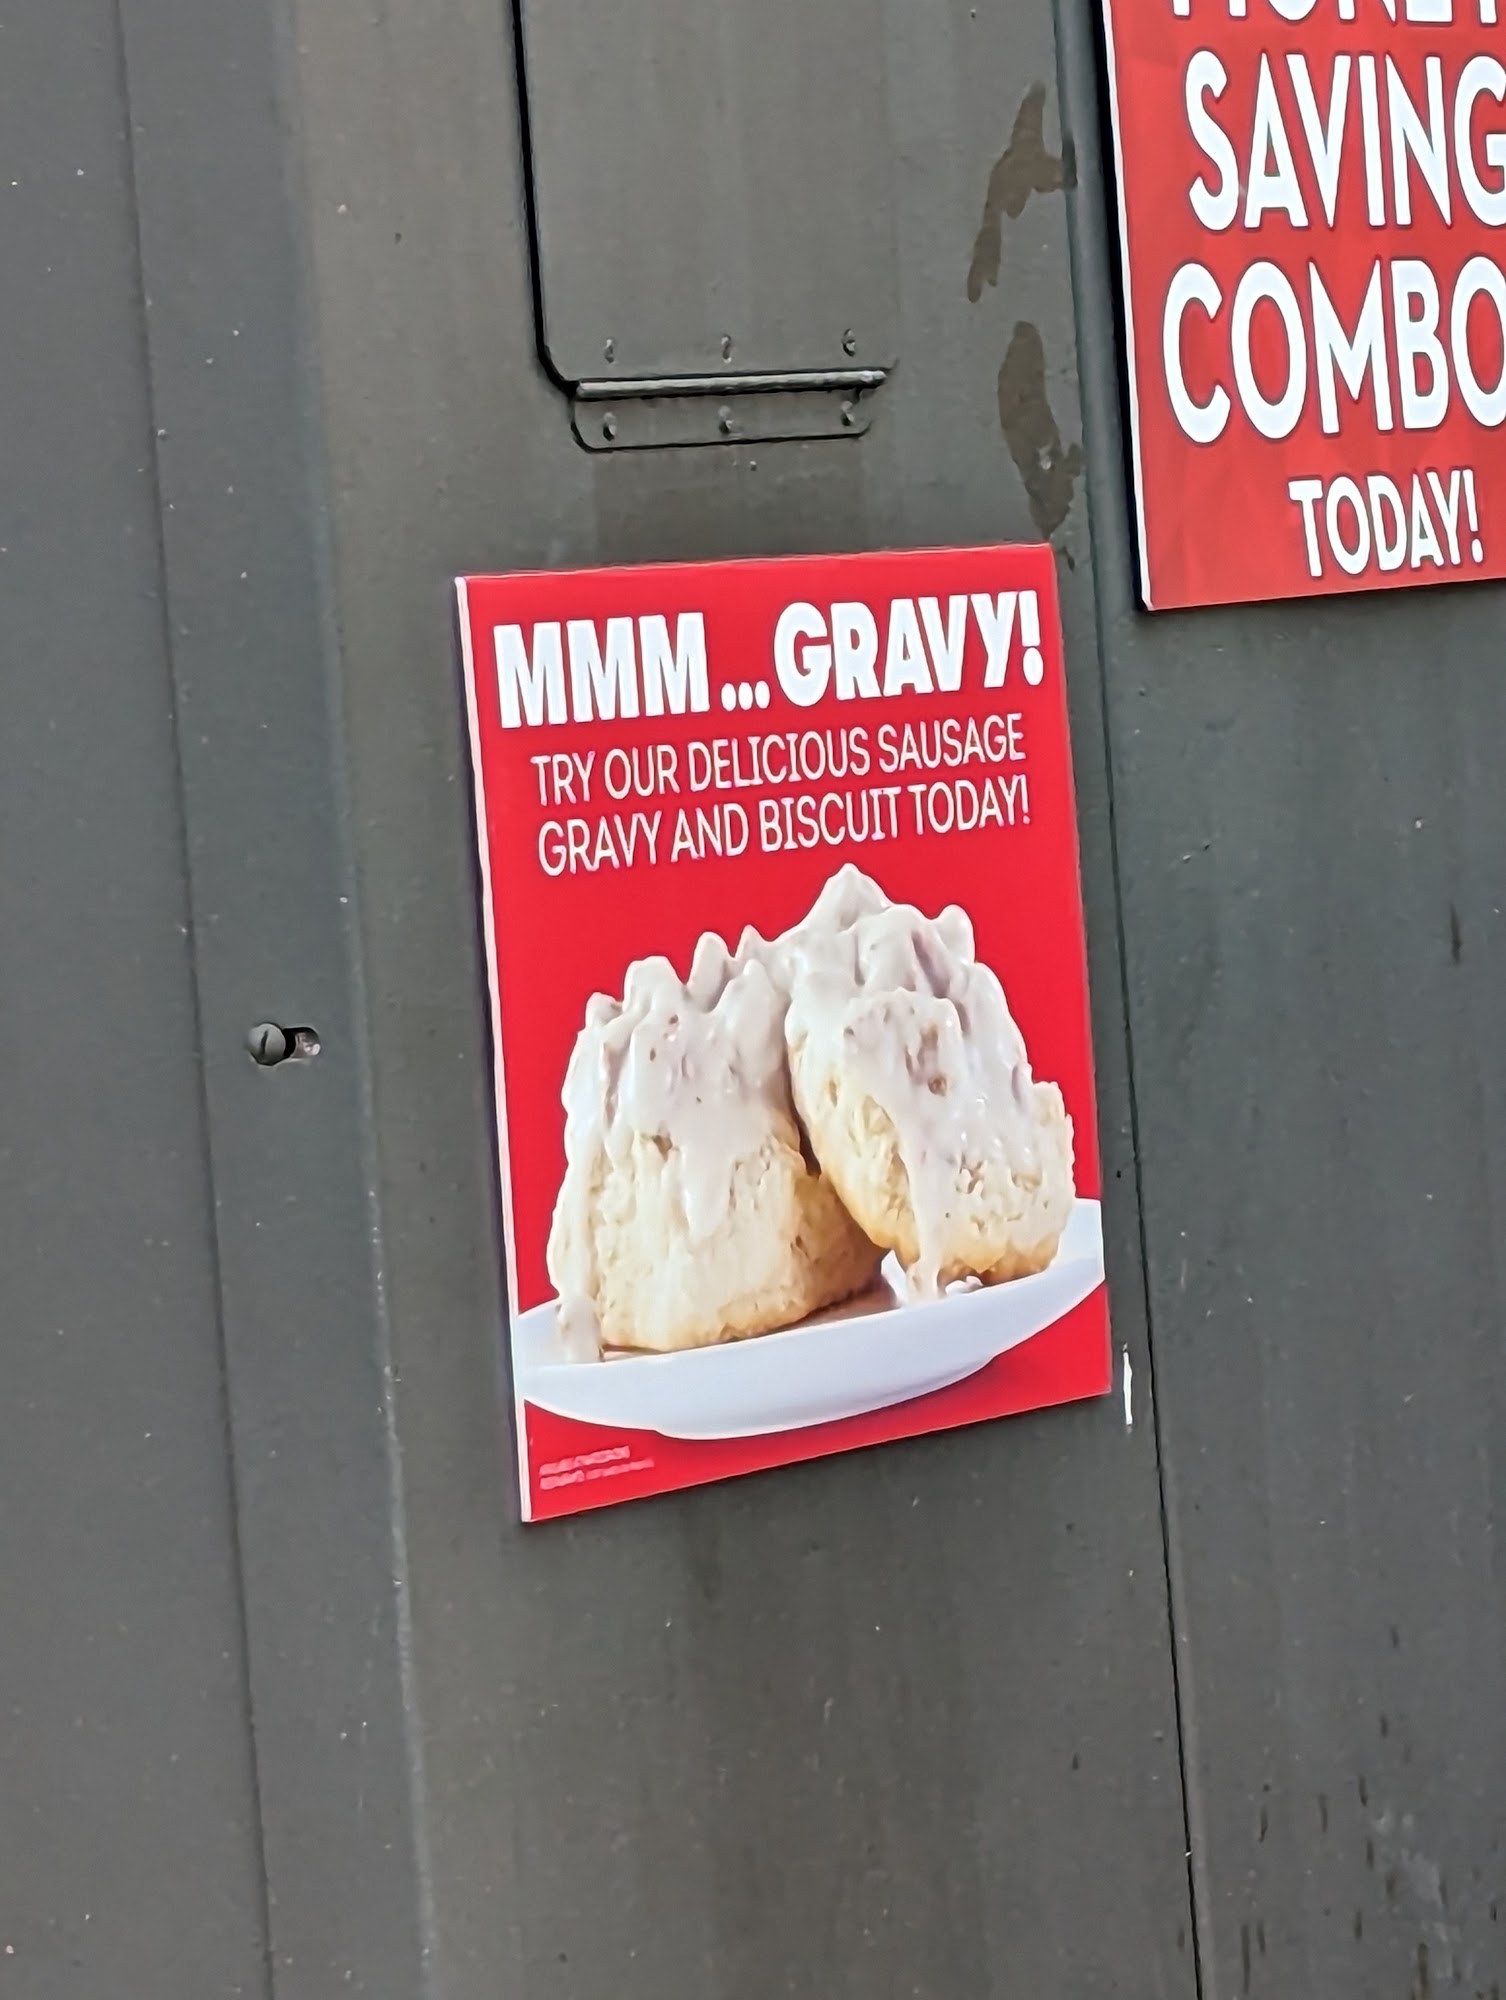 MMM...GRAVY!
TRY OUR DELICIOUS SAUSAGE
GRAVY AND BISCUIT TODAY!
SAVING
COMBO
TODAY!